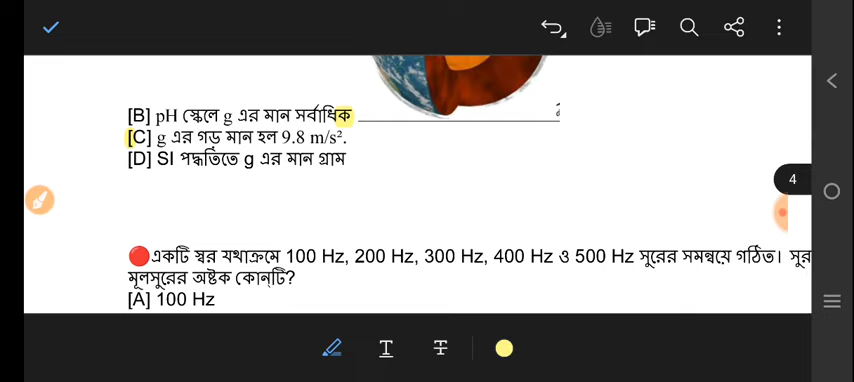 [B] pH স্কেলে g এর মান সর্বাধিক
[C] g এর গড় মান হল 9.8 m/s².
[D] SI পদ্ধতিতে g এর মান গ্রাম
4
🔴একটি স্বর যথাক্রমে 100 Hz, 200 Hz, 300 Hz, 400 Hz ও 500 Hz সুরের সমন্বয়ে গঠিত। সুর
মূলসুরের অষ্টক কোন্‌টি?
[A] 100 Hz
T T